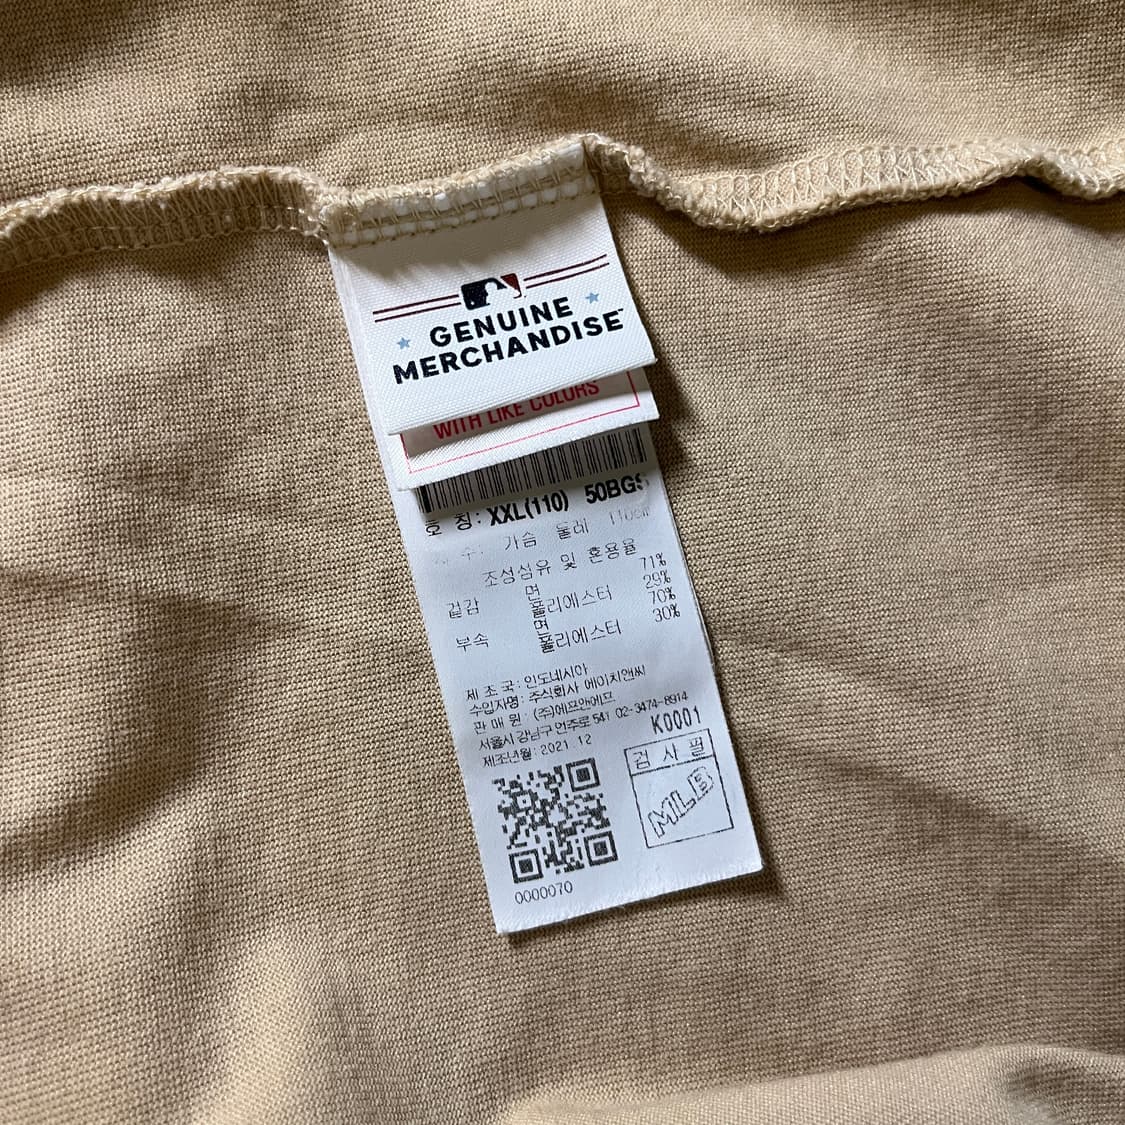 GENUINE
MERCHANDISE™
WITH LIKE COLORS
호 칭: XXL(110) 50BGS
수: 가슴 둘레 110cm
조성섬유 및 혼용율
겉감 면 71%
폴리에스터 29%
부속 면 70%
폴리에스터 30%
제 조 국: 인도네시아
수입자명: 주식회사 에이치앤씨
판 매 원: (주)에프앤에프
서울시 강남구 언주로 541 02-3474-8914
제조년월: 2021.12
K0001
검 사 필
MLB
0000070